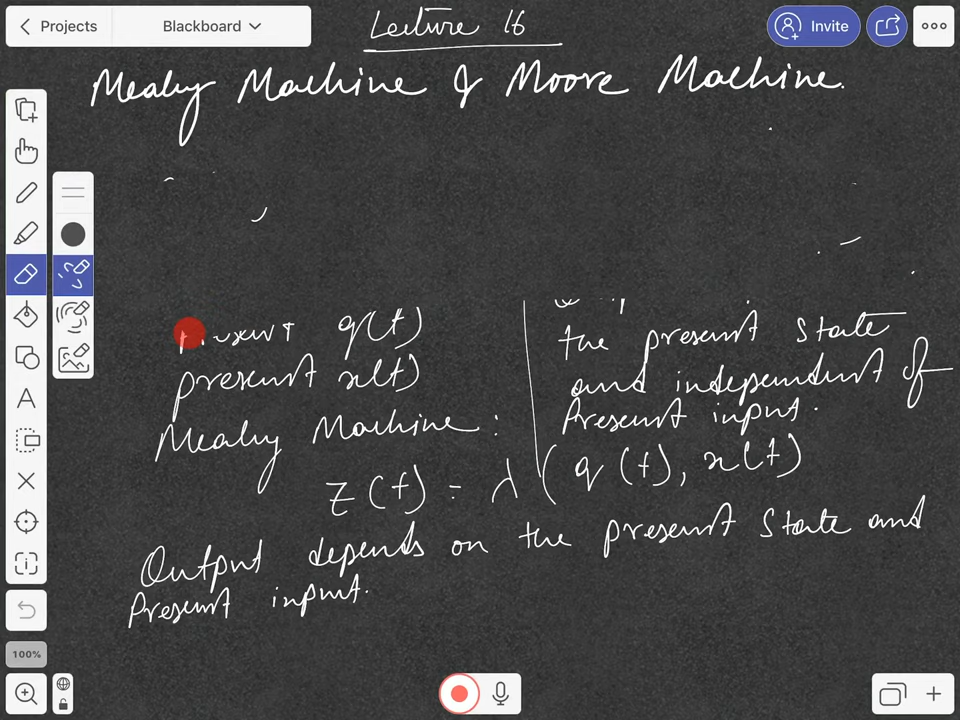 Projects
Blackboard
Invite
Lecture 16
Mealy Machine & Moore Machine.
q(t)
present x(t)
the present state
and independent of
Present input.
Mealy Machine :
z(t) = λ ( q(t), x(t)
Output depends on the present state and
Present input.
A
100%